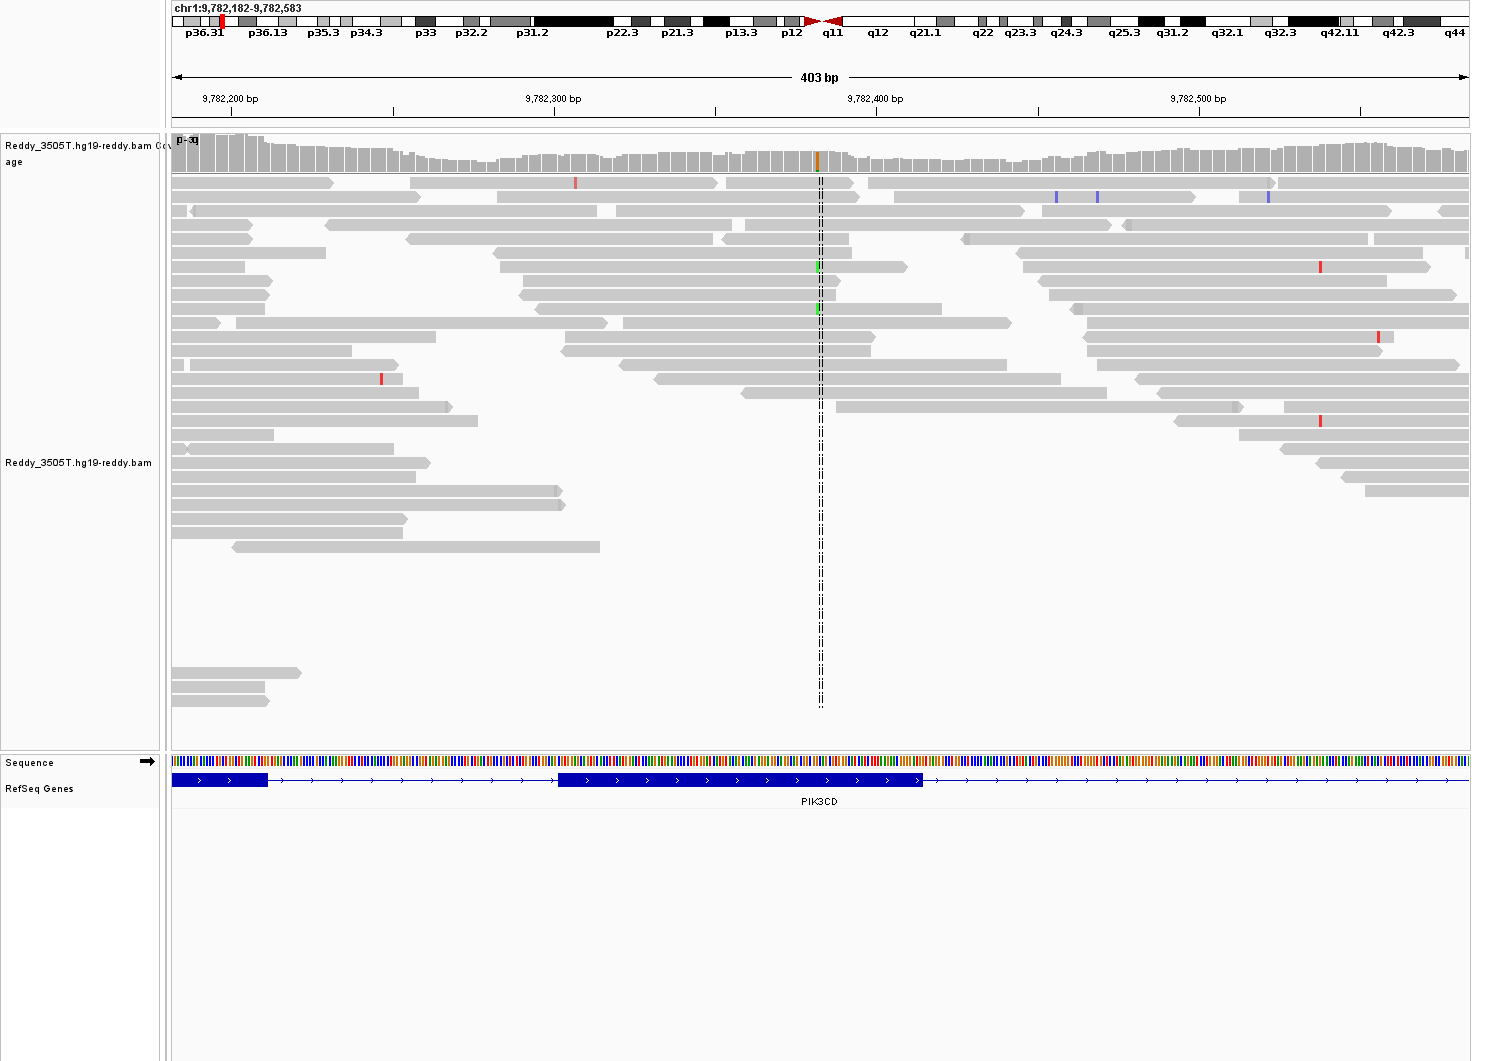 chr1:9,782,182-9,782,583
p36.31 p36.13 p35.3 p34.3 p33 p32.2 p31.2 p22.3 p21.3 p13.3 p12 q11 q12 q21.1 q22 q23.3 q24.3 q25.3 q31.2 q32.1 q32.3 q42.11 q42.3 q44
403 bp
9,782,200 bp 9,782,300 bp 9,782,400 bp 9,782,500 bp
Reddy_3505T.hg19-reddy.bam Cov
age
Reddy_3505T.hg19-reddy.bam
Sequence
RefSeq Genes
PIK3CD